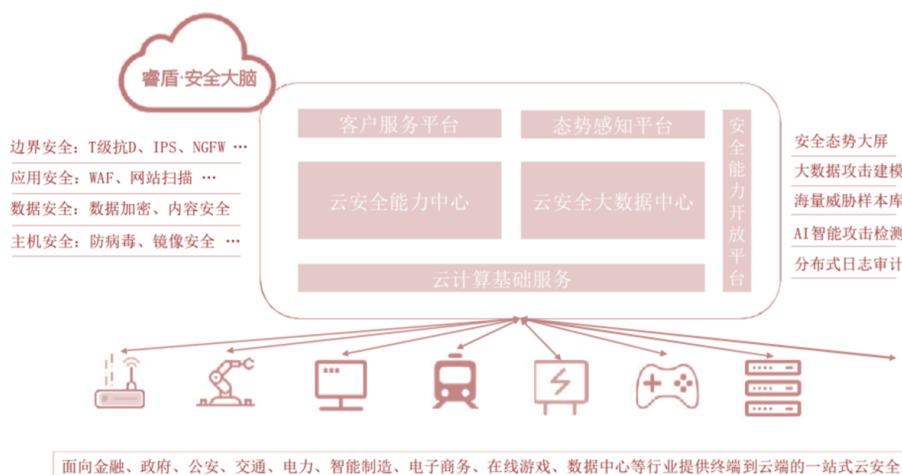 睿盾·安全大脑
客户服务平台
态势感知平台
安全能力开放平台
云安全能力中心
云安全大数据中心
云计算基础服务
边界安全：T级抗D、IPS、NGFW …
应用安全：WAF、网站扫描 …
数据安全：数据加密、内容安全
主机安全：防病毒、镜像安全 …
安全态势大屏
大数据攻击建模
海量威胁样本库
AI智能攻击检测
分布式日志审计
面向金融、政府、公安、交通、电力、智能制造、电子商务、在线游戏、数据中心等行业提供终端到云端的一站式云安全